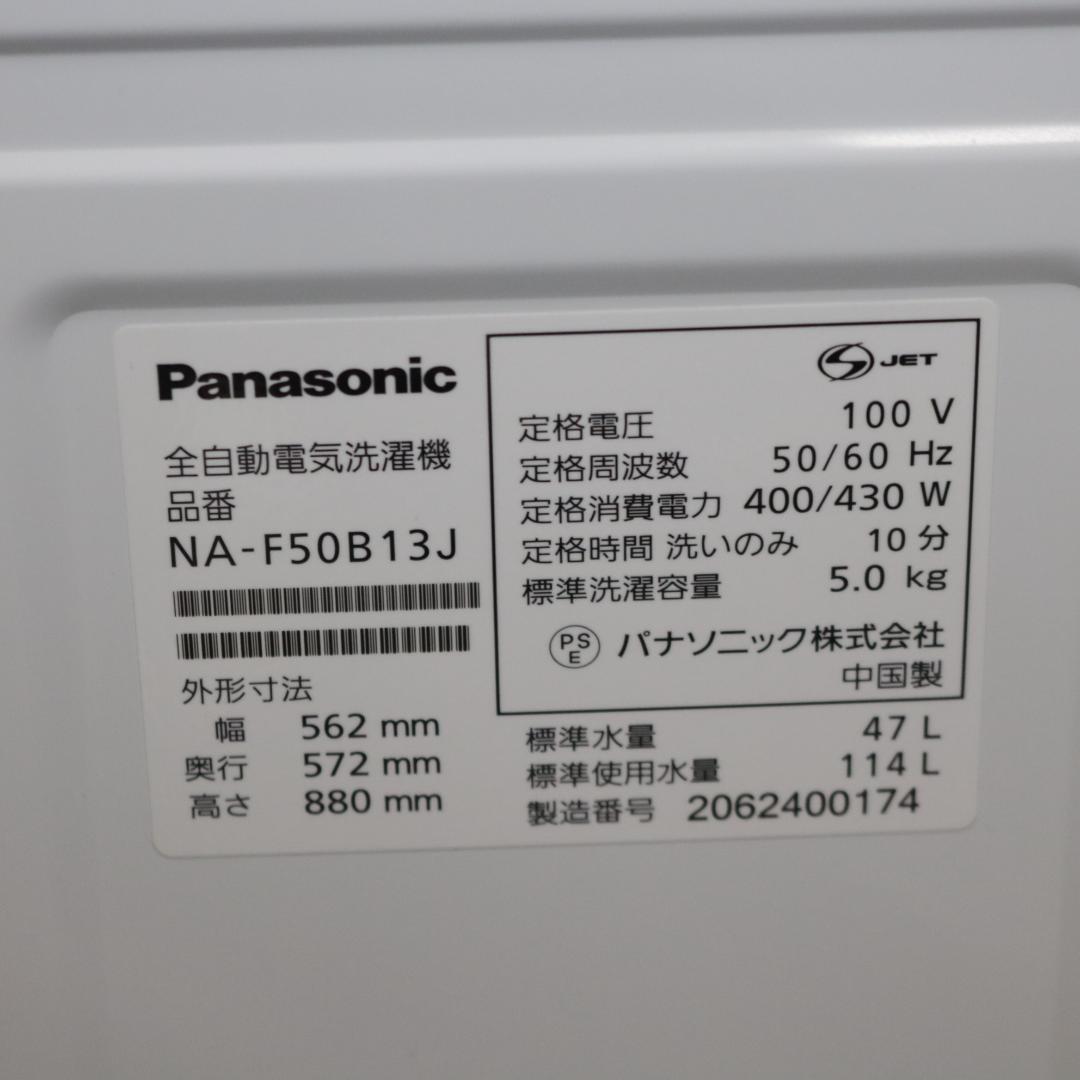 Panasonic
全自動電気洗濯機
品番
NA-F50B13J
外形寸法
幅 562 mm
奥行 572 mm
高さ 880 mm
S JET
定格電圧 100 V
定格周波数 50/60 Hz
定格消費電力 400/430 W
定格時間 洗いのみ 10 分
標準洗濯容量 5.0 kg
PSE パナソニック株式会社
中国製
標準水量 47 L
標準使用水量 114 L
製造番号 2062400174